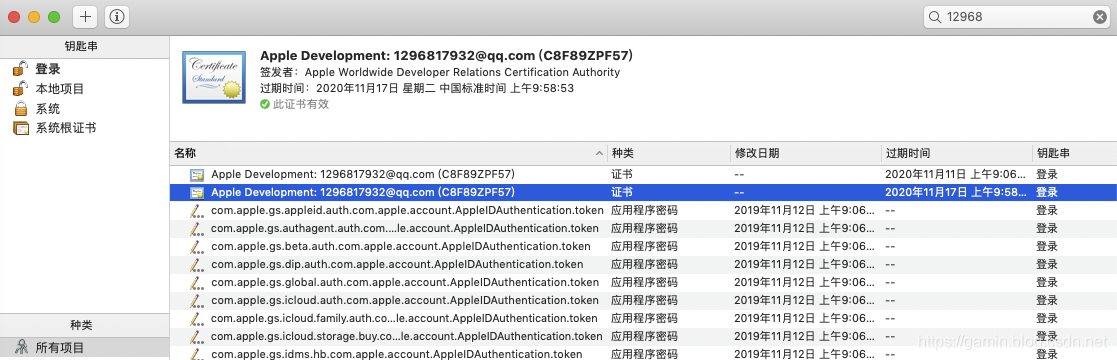 12968
钥匙串
登录
本地项目
系统
系统根证书
Certificate
Standard
Apple Development: 1296817932@qq.com (C8F89ZPF57)
签发者：Apple Worldwide Developer Relations Certification Authority
过期时间：2020年11月17日 星期二 中国标准时间 上午9:58:53
此证书有效
名称 种类 修改日期 过期时间 钥匙串
Apple Development: 1296817932@qq.com (C8F89ZPF57) 证书 -- 2020年11月11日 上午9:06... 登录
Apple Development: 1296817932@qq.com (C8F89ZPF57) 证书 -- 2020年11月17日 上午9:58... 登录
com.apple.gs.appleid.auth.com.apple.account.AppleIDAuthentication.token 应用程序密码 2019年11月12日 上午9:06... -- 登录
com.apple.gs.authagent.auth.com....le.account.AppleIDAuthentication.token 应用程序密码 2019年11月12日 上午9:06... -- 登录
com.apple.gs.beta.auth.com.apple.account.AppleIDAuthentication.token 应用程序密码 2019年11月12日 上午9:06... -- 登录
com.apple.gs.dip.auth.com.apple.account.AppleIDAuthentication.token 应用程序密码 2019年11月12日 上午9:06... -- 登录
com.apple.gs.global.auth.com.apple.account.AppleIDAuthentication.token 应用程序密码 2019年11月12日 上午9:06... -- 登录
com.apple.gs.icloud.auth.com.apple.account.AppleIDAuthentication.token 应用程序密码 2019年11月12日 上午9:06... -- 登录
com.apple.gs.icloud.family.auth.co...le.account.AppleIDAuthentication.token 应用程序密码 2019年11月12日 上午9:06... -- 登录
com.apple.gs.icloud.storage.buy.co...le.account.AppleIDAuthentication.token 应用程序密码 2019年11月12日 上午9:06... -- 登录
com.apple.gs.idms.hb.com.apple.account.AppleIDAuthentication.token 应用程序密码 2019年11月12日 上午9:06... -- 登录
种类
所有项目
https://gamin.blog.csdn.net